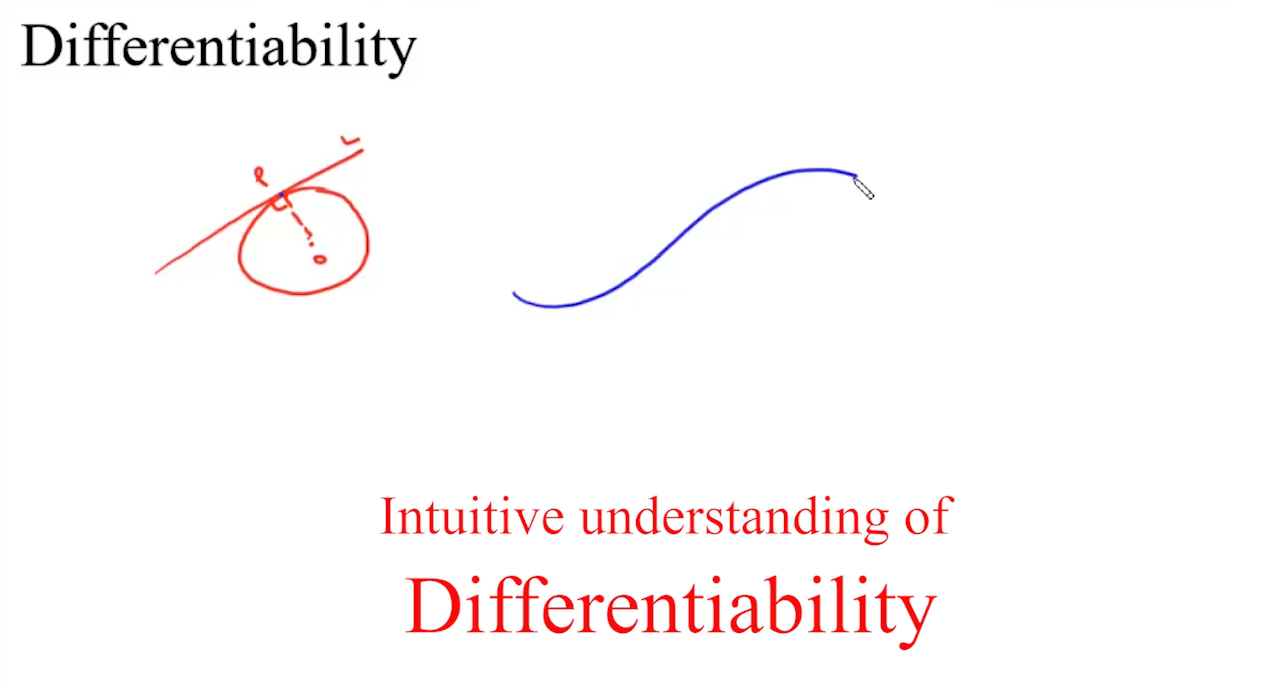 Differentiability
L
P
O
Intuitive understanding of
Differentiability